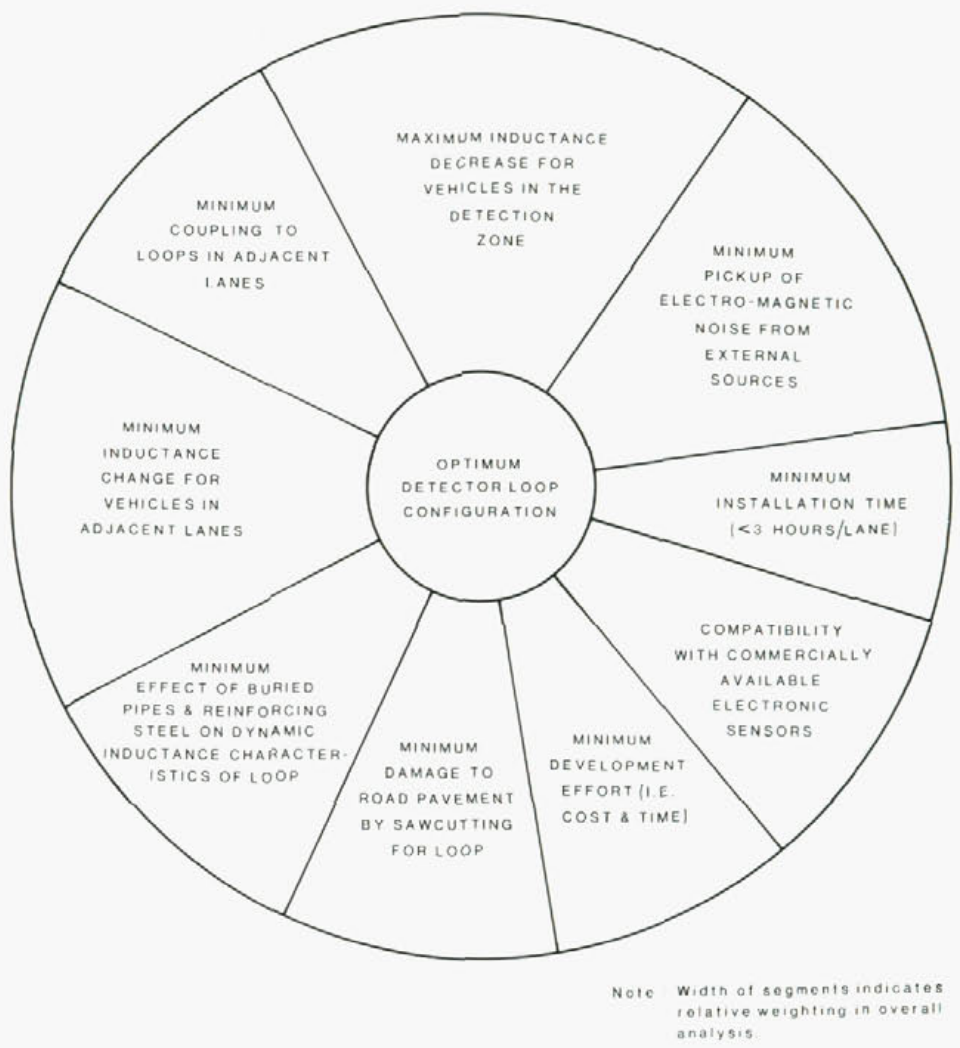 MAXIMUM INDUCTANCE
DECREASE FOR
VEHICLES IN THE
DETECTION
ZONE
MINIMUM
PICKUP OF
ELECTRO-MAGNETIC
NOISE FROM
EXTERNAL
SOURCES
MINIMUM
INSTALLATION TIME
(<3 HOURS/LANE)
COMPATIBILITY
WITH COMMERCIALLY
AVAILABLE
ELECTRONIC
SENSORS
MINIMUM
DEVELOPMENT
EFFORT (I.E.
COST & TIME)
MINIMUM
DAMAGE TO
ROAD PAVEMENT
BY SAWCUTTING
FOR LOOP
MINIMUM
EFFECT OF BURIED
PIPES & REINFORCING
STEEL ON DYNAMIC
INDUCTANCE CHARACTER-
ISTICS OF LOOP
MINIMUM
INDUCTANCE
CHANGE FOR
VEHICLES IN
ADJACENT LANES
MINIMUM
COUPLING TO
LOOPS IN ADJACENT
LANES
OPTIMUM
DETECTOR LOOP
CONFIGURATION
Note Width of segments indicates
relative weighting in overall
analysis.